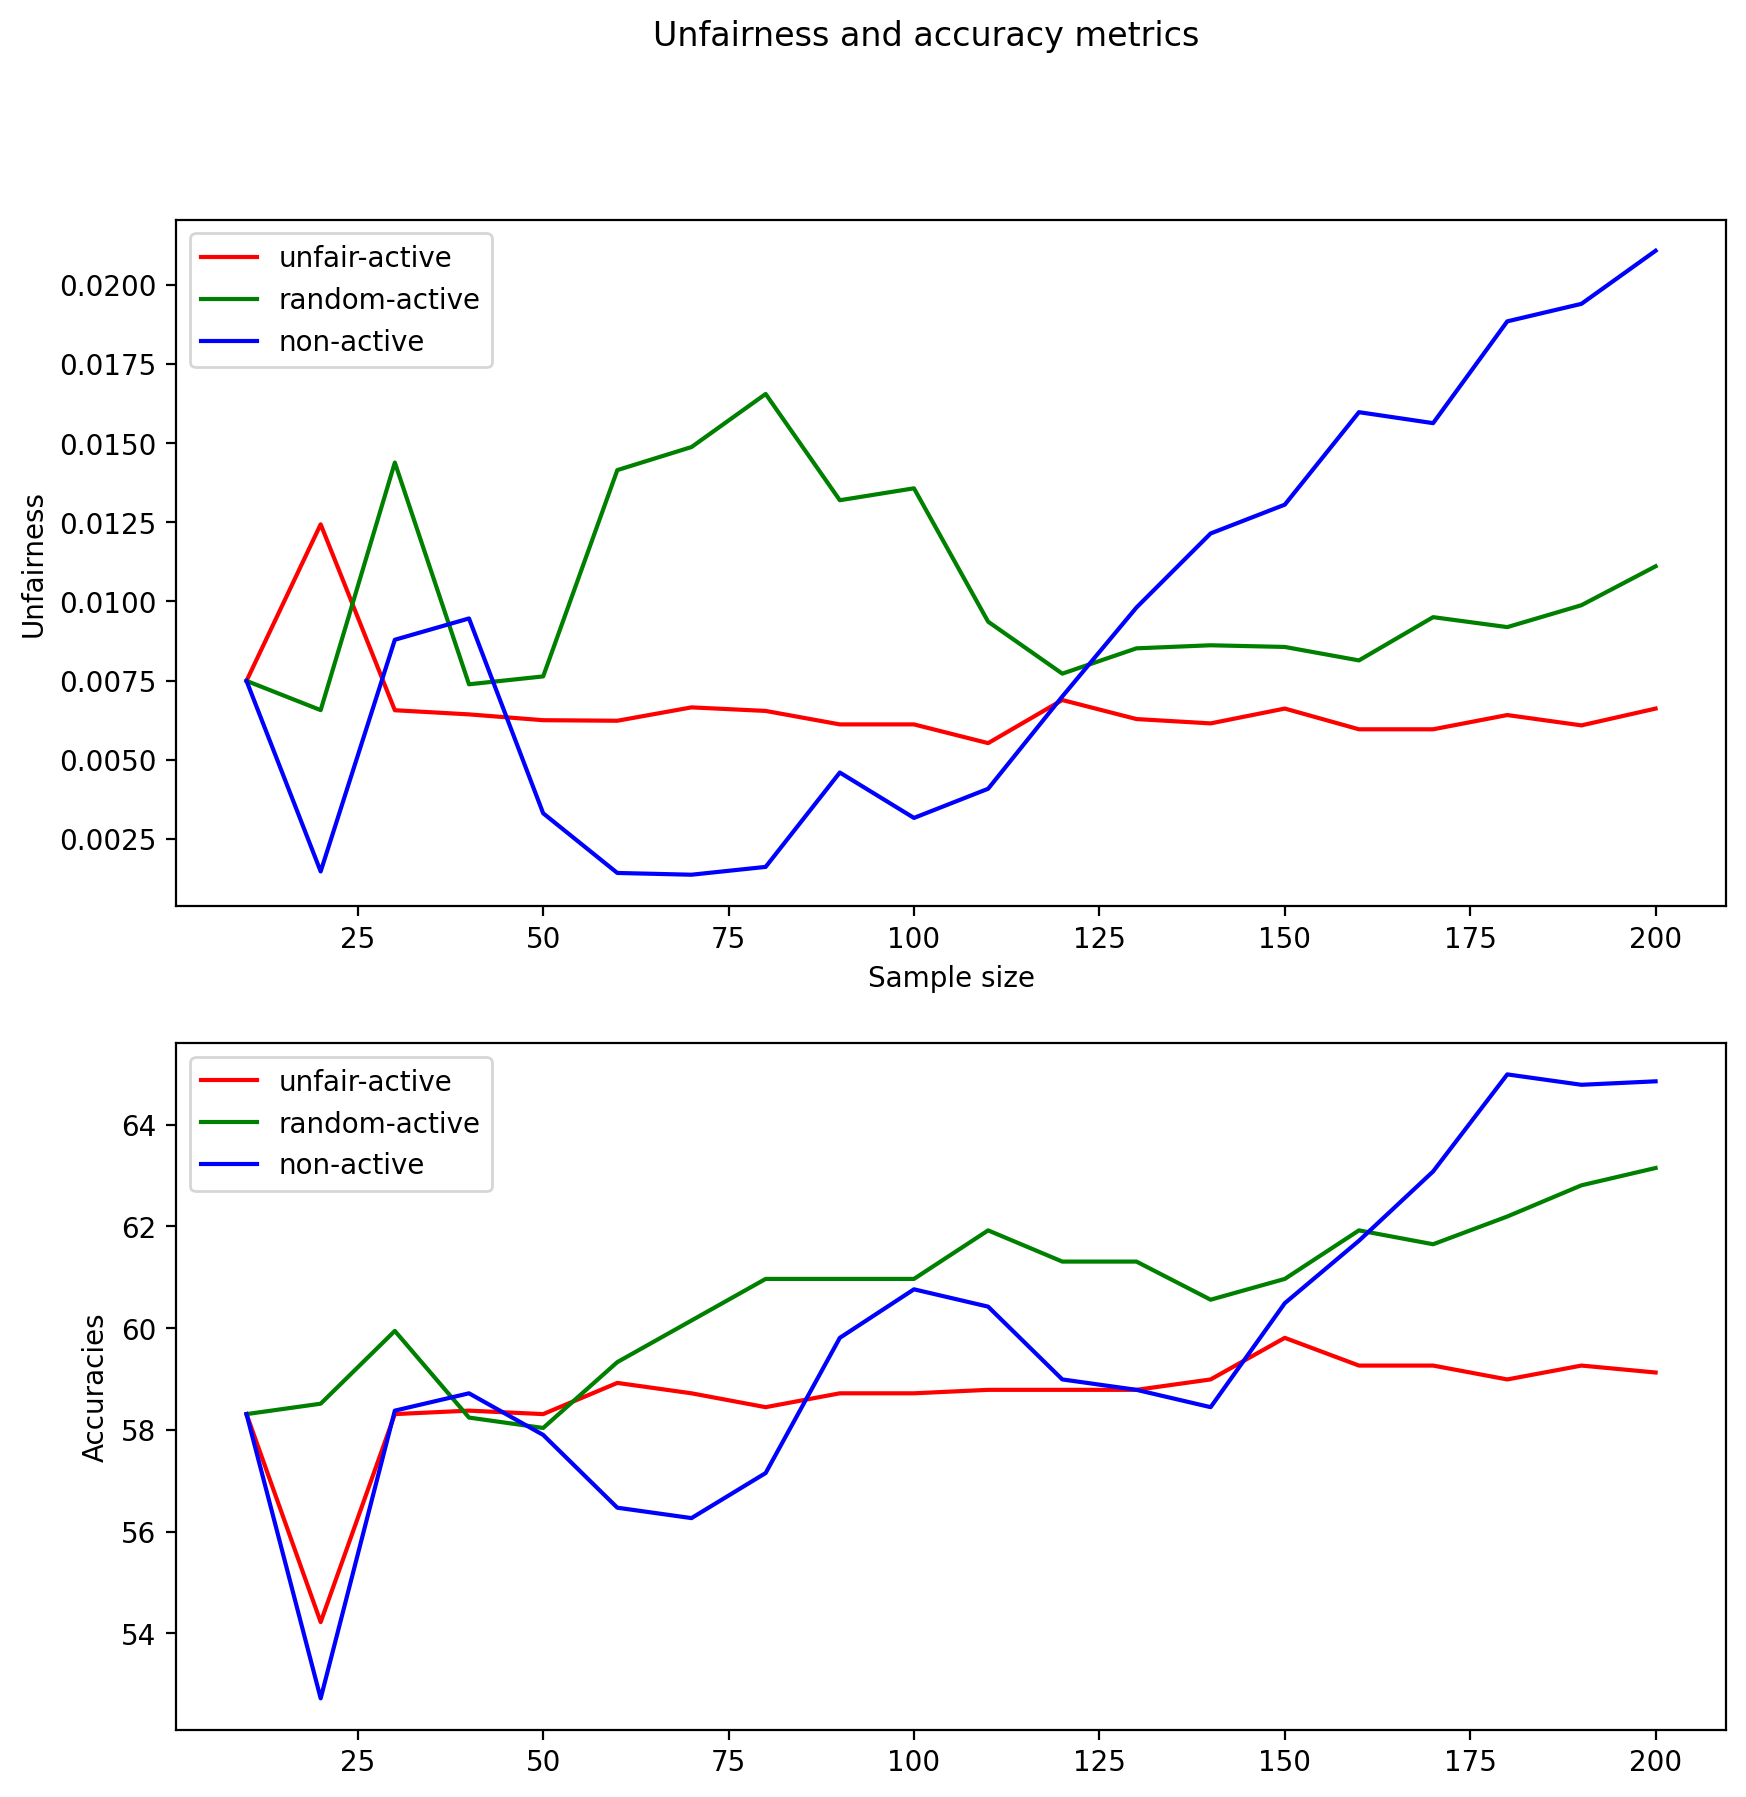 Unfairness and accuracy metrics
unfair-active
random-active
non-active
0.0200
0.0175
0.0150
0.0125
0.0100
0.0075
0.0050
0.0025
Unfairness
25 50 75 100 125 150 175 200
Sample size
unfair-active
random-active
non-active
64
62
60
58
56
54
Accuracies
25 50 75 100 125 150 175 200